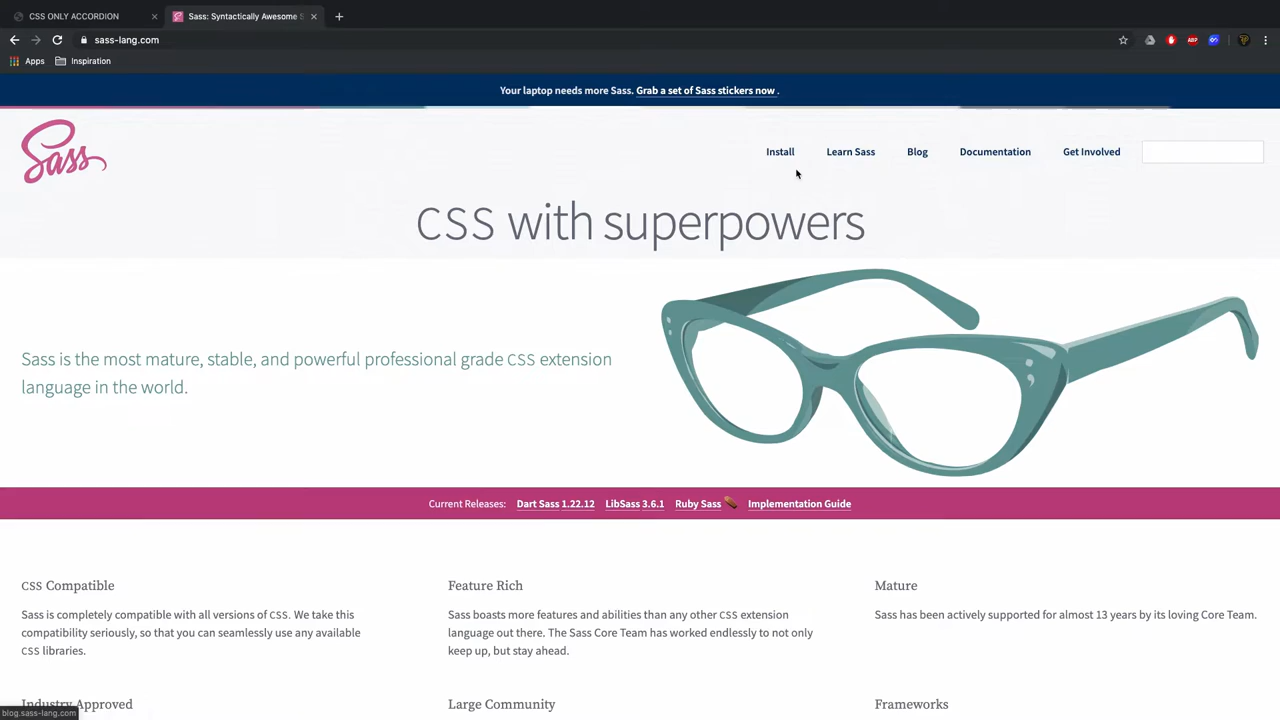 CSS ONLY ACCORDION
Sass: Syntactically Awesome S
sass-lang.com
Apps
Inspiration
Your laptop needs more Sass. Grab a set of Sass stickers now .
Sass
Install
Learn Sass
Blog
Documentation
Get Involved
CSS with superpowers
Sass is the most mature, stable, and powerful professional grade CSS extension
language in the world.
Current Releases: Dart Sass 1.22.12 LibSass 3.6.1 Ruby Sass Implementation Guide
CSS Compatible
Sass is completely compatible with all versions of CSS. We take this
compatibility seriously, so that you can seamlessly use any available
CSS libraries.
Feature Rich
Sass boasts more features and abilities than any other CSS extension
language out there. The Sass Core Team has worked endlessly to not only
keep up, but stay ahead.
Mature
Sass has been actively supported for almost 13 years by its loving Core Team.
Industry Approved
Large Community
Frameworks
blog.sass-lang.com